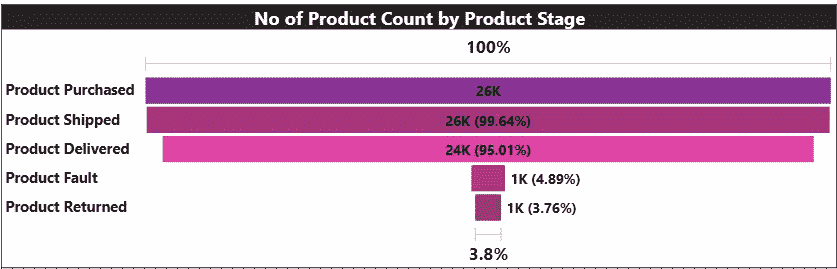 No of Product Count by Product Stage
100%
Product Purchased 26K
Product Shipped 26K (99.64%)
Product Delivered 24K (95.01%)
Product Fault 1K (4.89%)
Product Returned 1K (3.76%)
3.8%